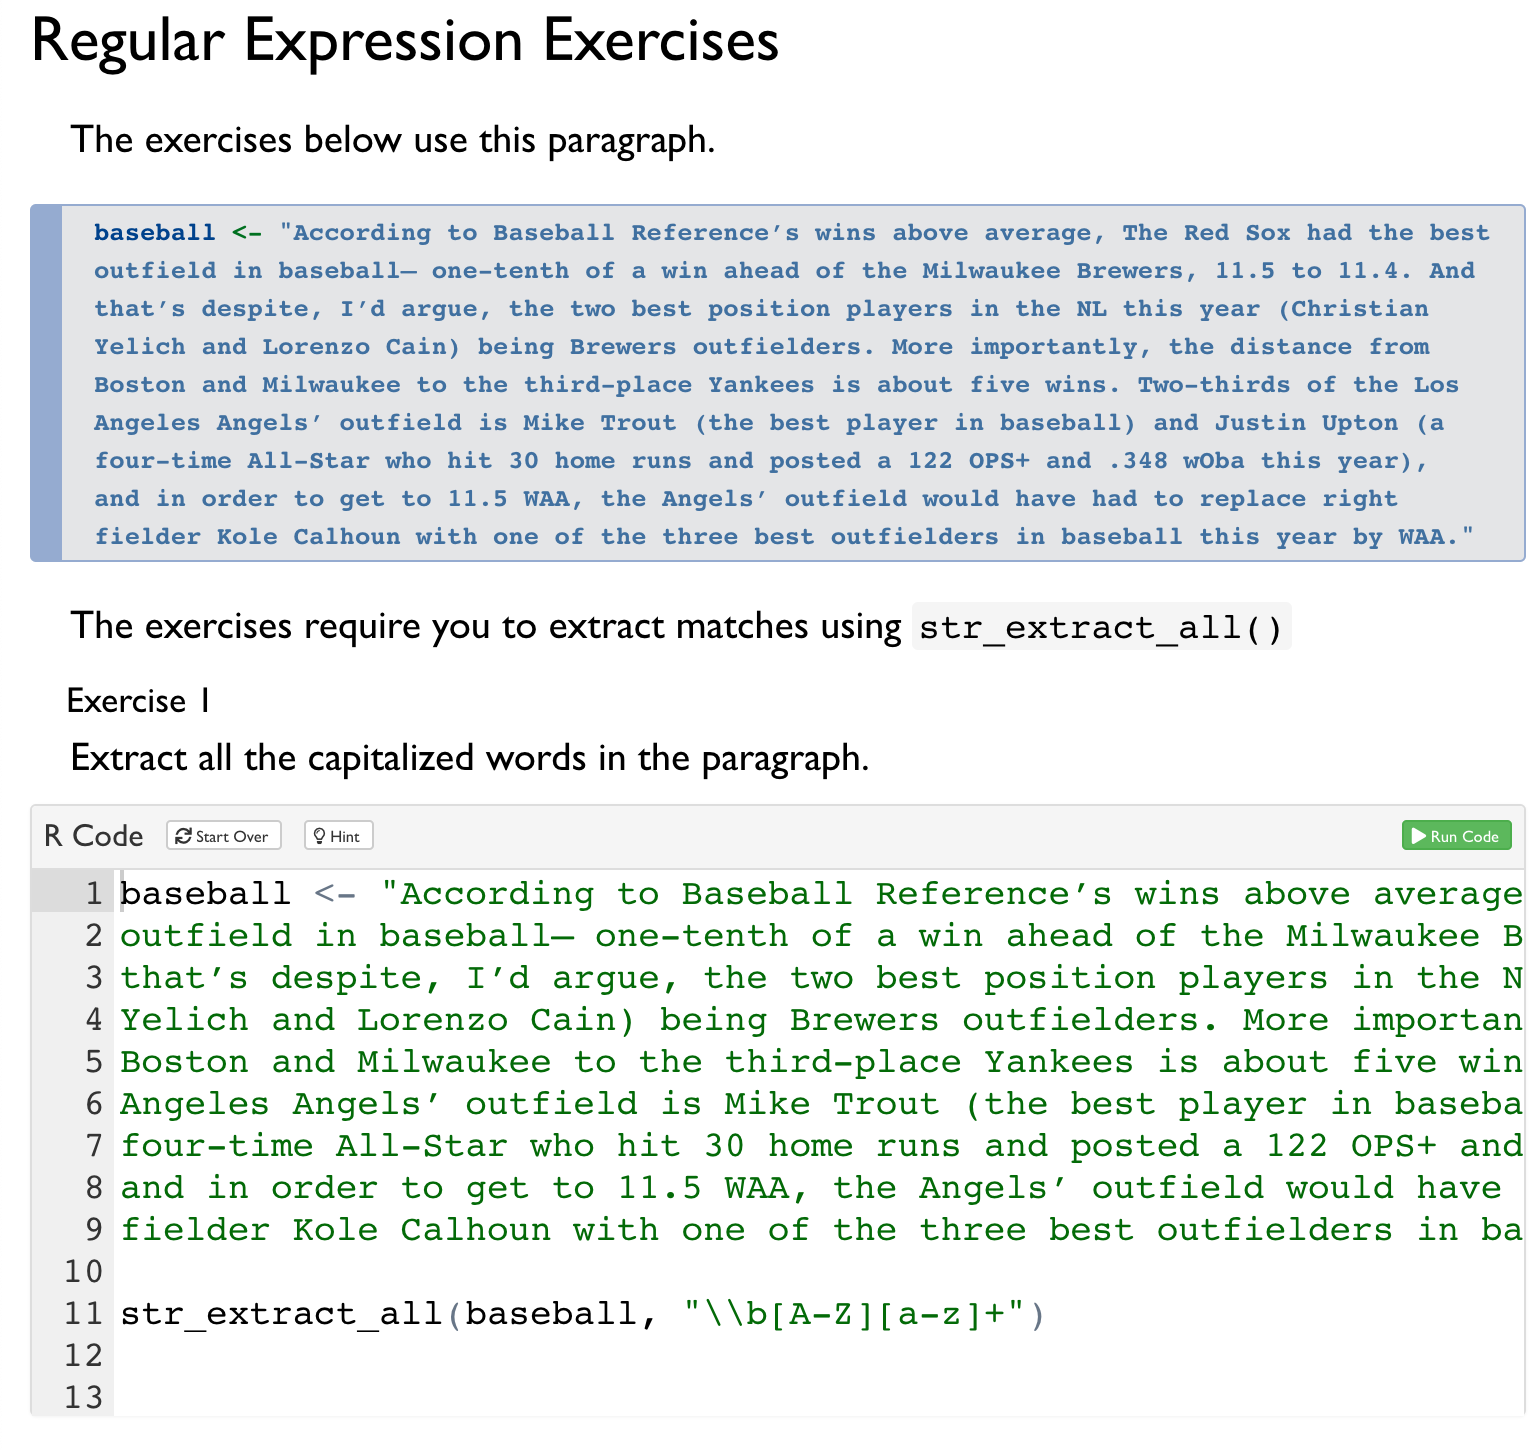 Regular Expression Exercises
The exercises below use this paragraph.
baseball <- "According to Baseball Reference’s wins above average, The Red Sox had the best
outfield in baseball— one-tenth of a win ahead of the Milwaukee Brewers, 11.5 to 11.4. And
that’s despite, I’d argue, the two best position players in the NL this year (Christian
Yelich and Lorenzo Cain) being Brewers outfielders. More importantly, the distance from
Boston and Milwaukee to the third-place Yankees is about five wins. Two-thirds of the Los
Angeles Angels’ outfield is Mike Trout (the best player in baseball) and Justin Upton (a
four-time All-Star who hit 30 home runs and posted a 122 OPS+ and .348 wOba this year),
and in order to get to 11.5 WAA, the Angels’ outfield would have had to replace right
fielder Kole Calhoun with one of the three best outfielders in baseball this year by WAA."
The exercises require you to extract matches using str_extract_all()
Exercise 1
Extract all the capitalized words in the paragraph.
R Code Start Over Hint Run Code
1 baseball <- "According to Baseball Reference’s wins above average
2 outfield in baseball— one-tenth of a win ahead of the Milwaukee B
3 that’s despite, I’d argue, the two best position players in the N
4 Yelich and Lorenzo Cain) being Brewers outfielders. More importan
5 Boston and Milwaukee to the third-place Yankees is about five win
6 Angeles Angels’ outfield is Mike Trout (the best player in baseba
7 four-time All-Star who hit 30 home runs and posted a 122 OPS+ and
8 and in order to get to 11.5 WAA, the Angels’ outfield would have
9 fielder Kole Calhoun with one of the three best outfielders in ba
10
11 str_extract_all(baseball, "\\b[A-Z][a-z]+")
12
13